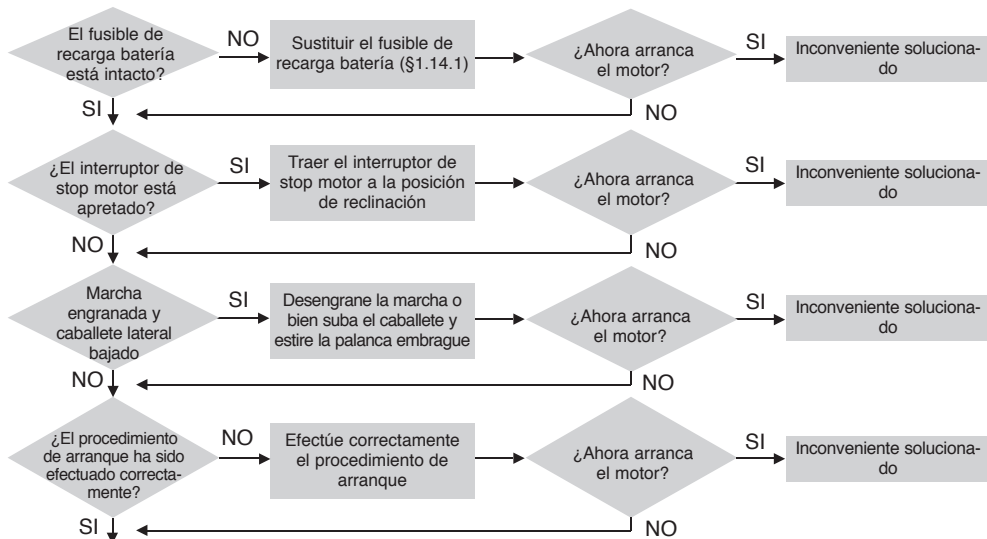 El fusible de
recarga batería
está intacto?
NO
Sustituir el fusible de
recarga batería (§1.14.1)
¿Ahora arranca
el motor?
SI
Inconveniente soluciona-
do
SI
NO
¿El interruptor de
stop motor está
apretado?
SI
Traer el interruptor de
stop motor a la posición
de reclinación
¿Ahora arranca
el motor?
SI
Inconveniente soluciona-
do
NO
NO
Marcha
engranada y
caballete lateral
bajado
SI
Desengrane la marcha o
bien suba el caballete y
estire la palanca embrague
¿Ahora arranca
el motor?
SI
Inconveniente soluciona-
do
NO
NO
¿El procedimiento
de arranque ha sido
efectuado correcta-
mente?
NO
Efectúe correctamente
el procedimiento de
arranque
¿Ahora arranca
el motor?
SI
Inconveniente soluciona-
do
SI
NO